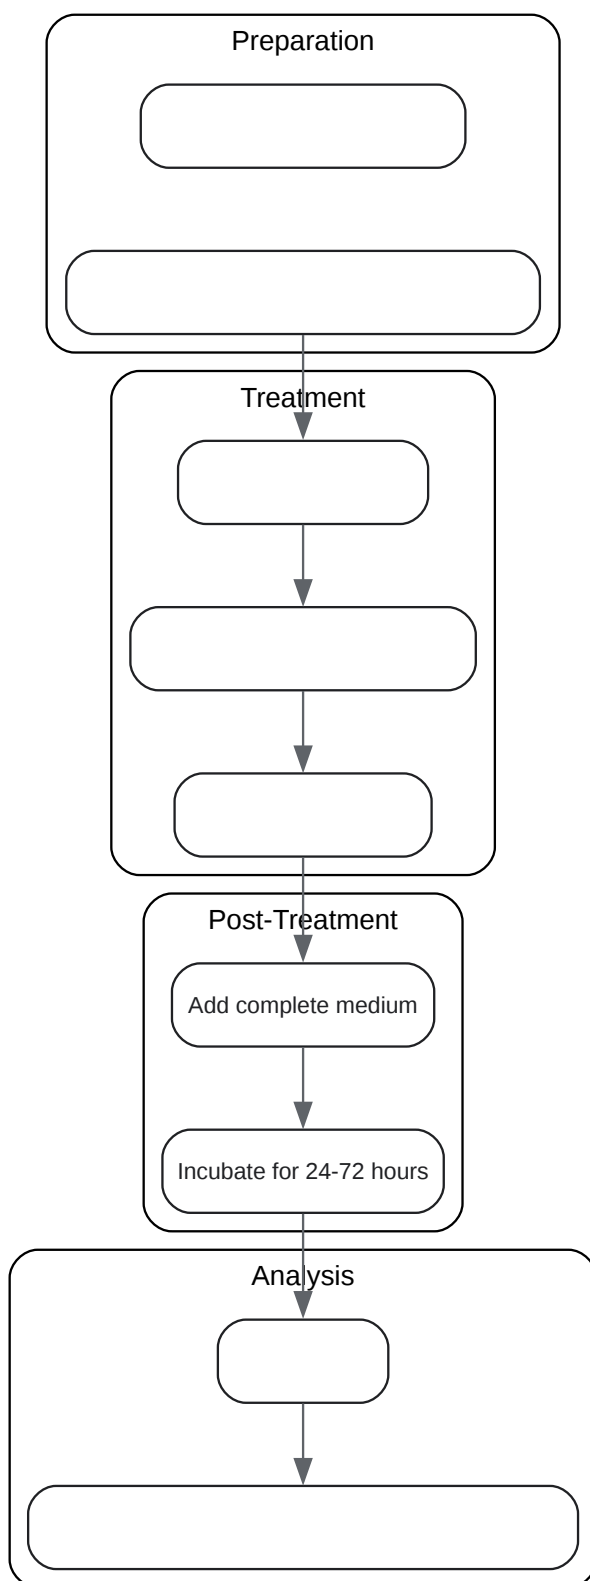 Preparation
Treatment
Post-Treatment
Add complete medium
Incubate for 24-72 hours
Analysis